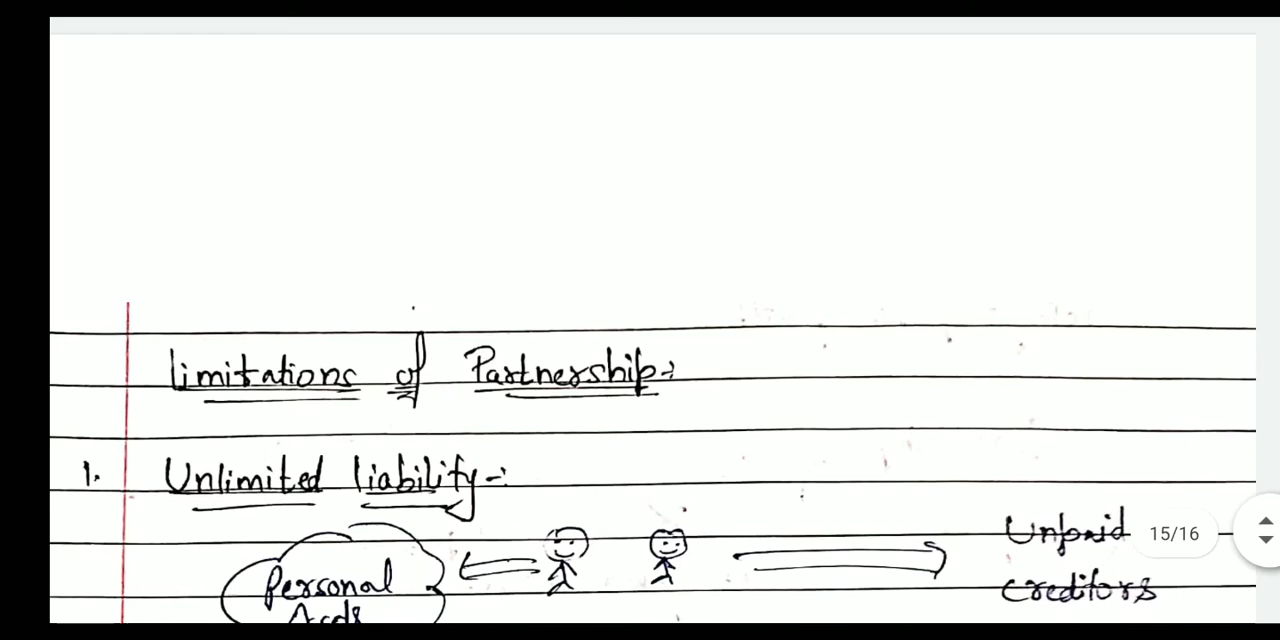 Limitations of Partnership:
1. Unlimited liability:
Unpaid
15/16
Personal
creditors